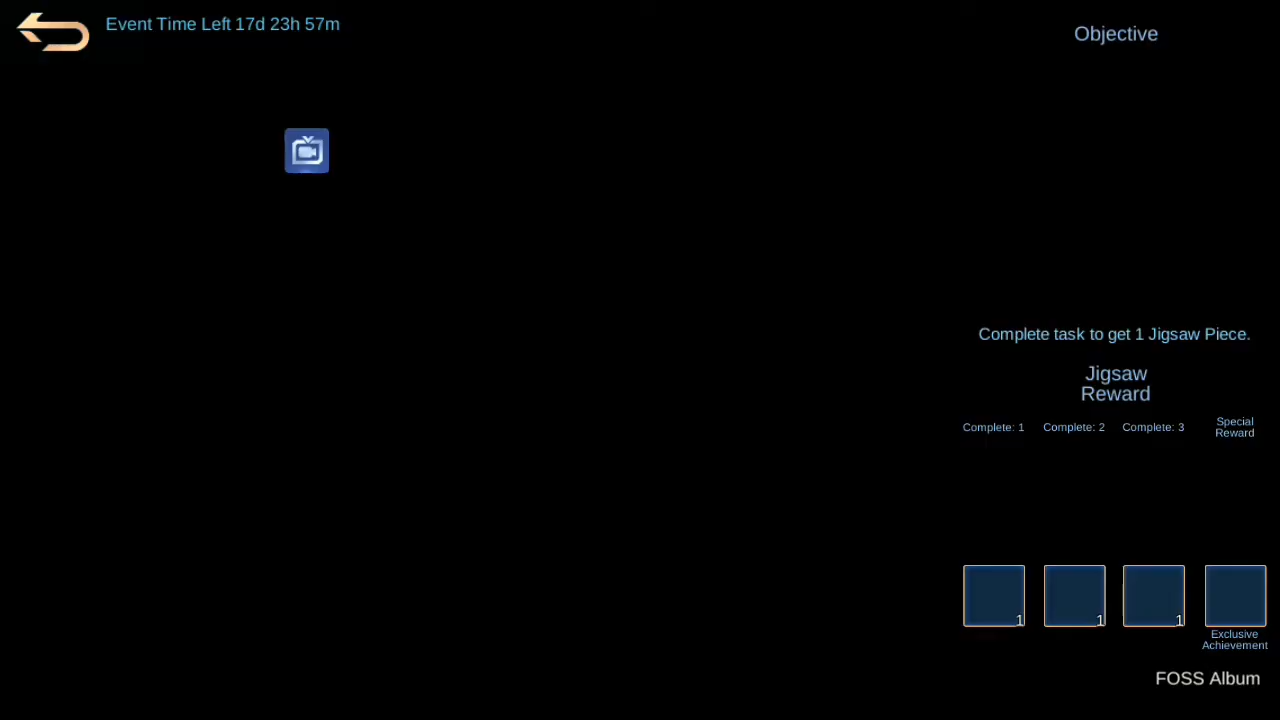 Event Time Left 17d 23h 57m
Objective
Complete task to get 1 Jigsaw Piece.
Jigsaw
Reward
Complete: 1
Complete: 2
Complete: 3
Special
Reward
1
1
1
Exclusive
Achievement
FOSS Album